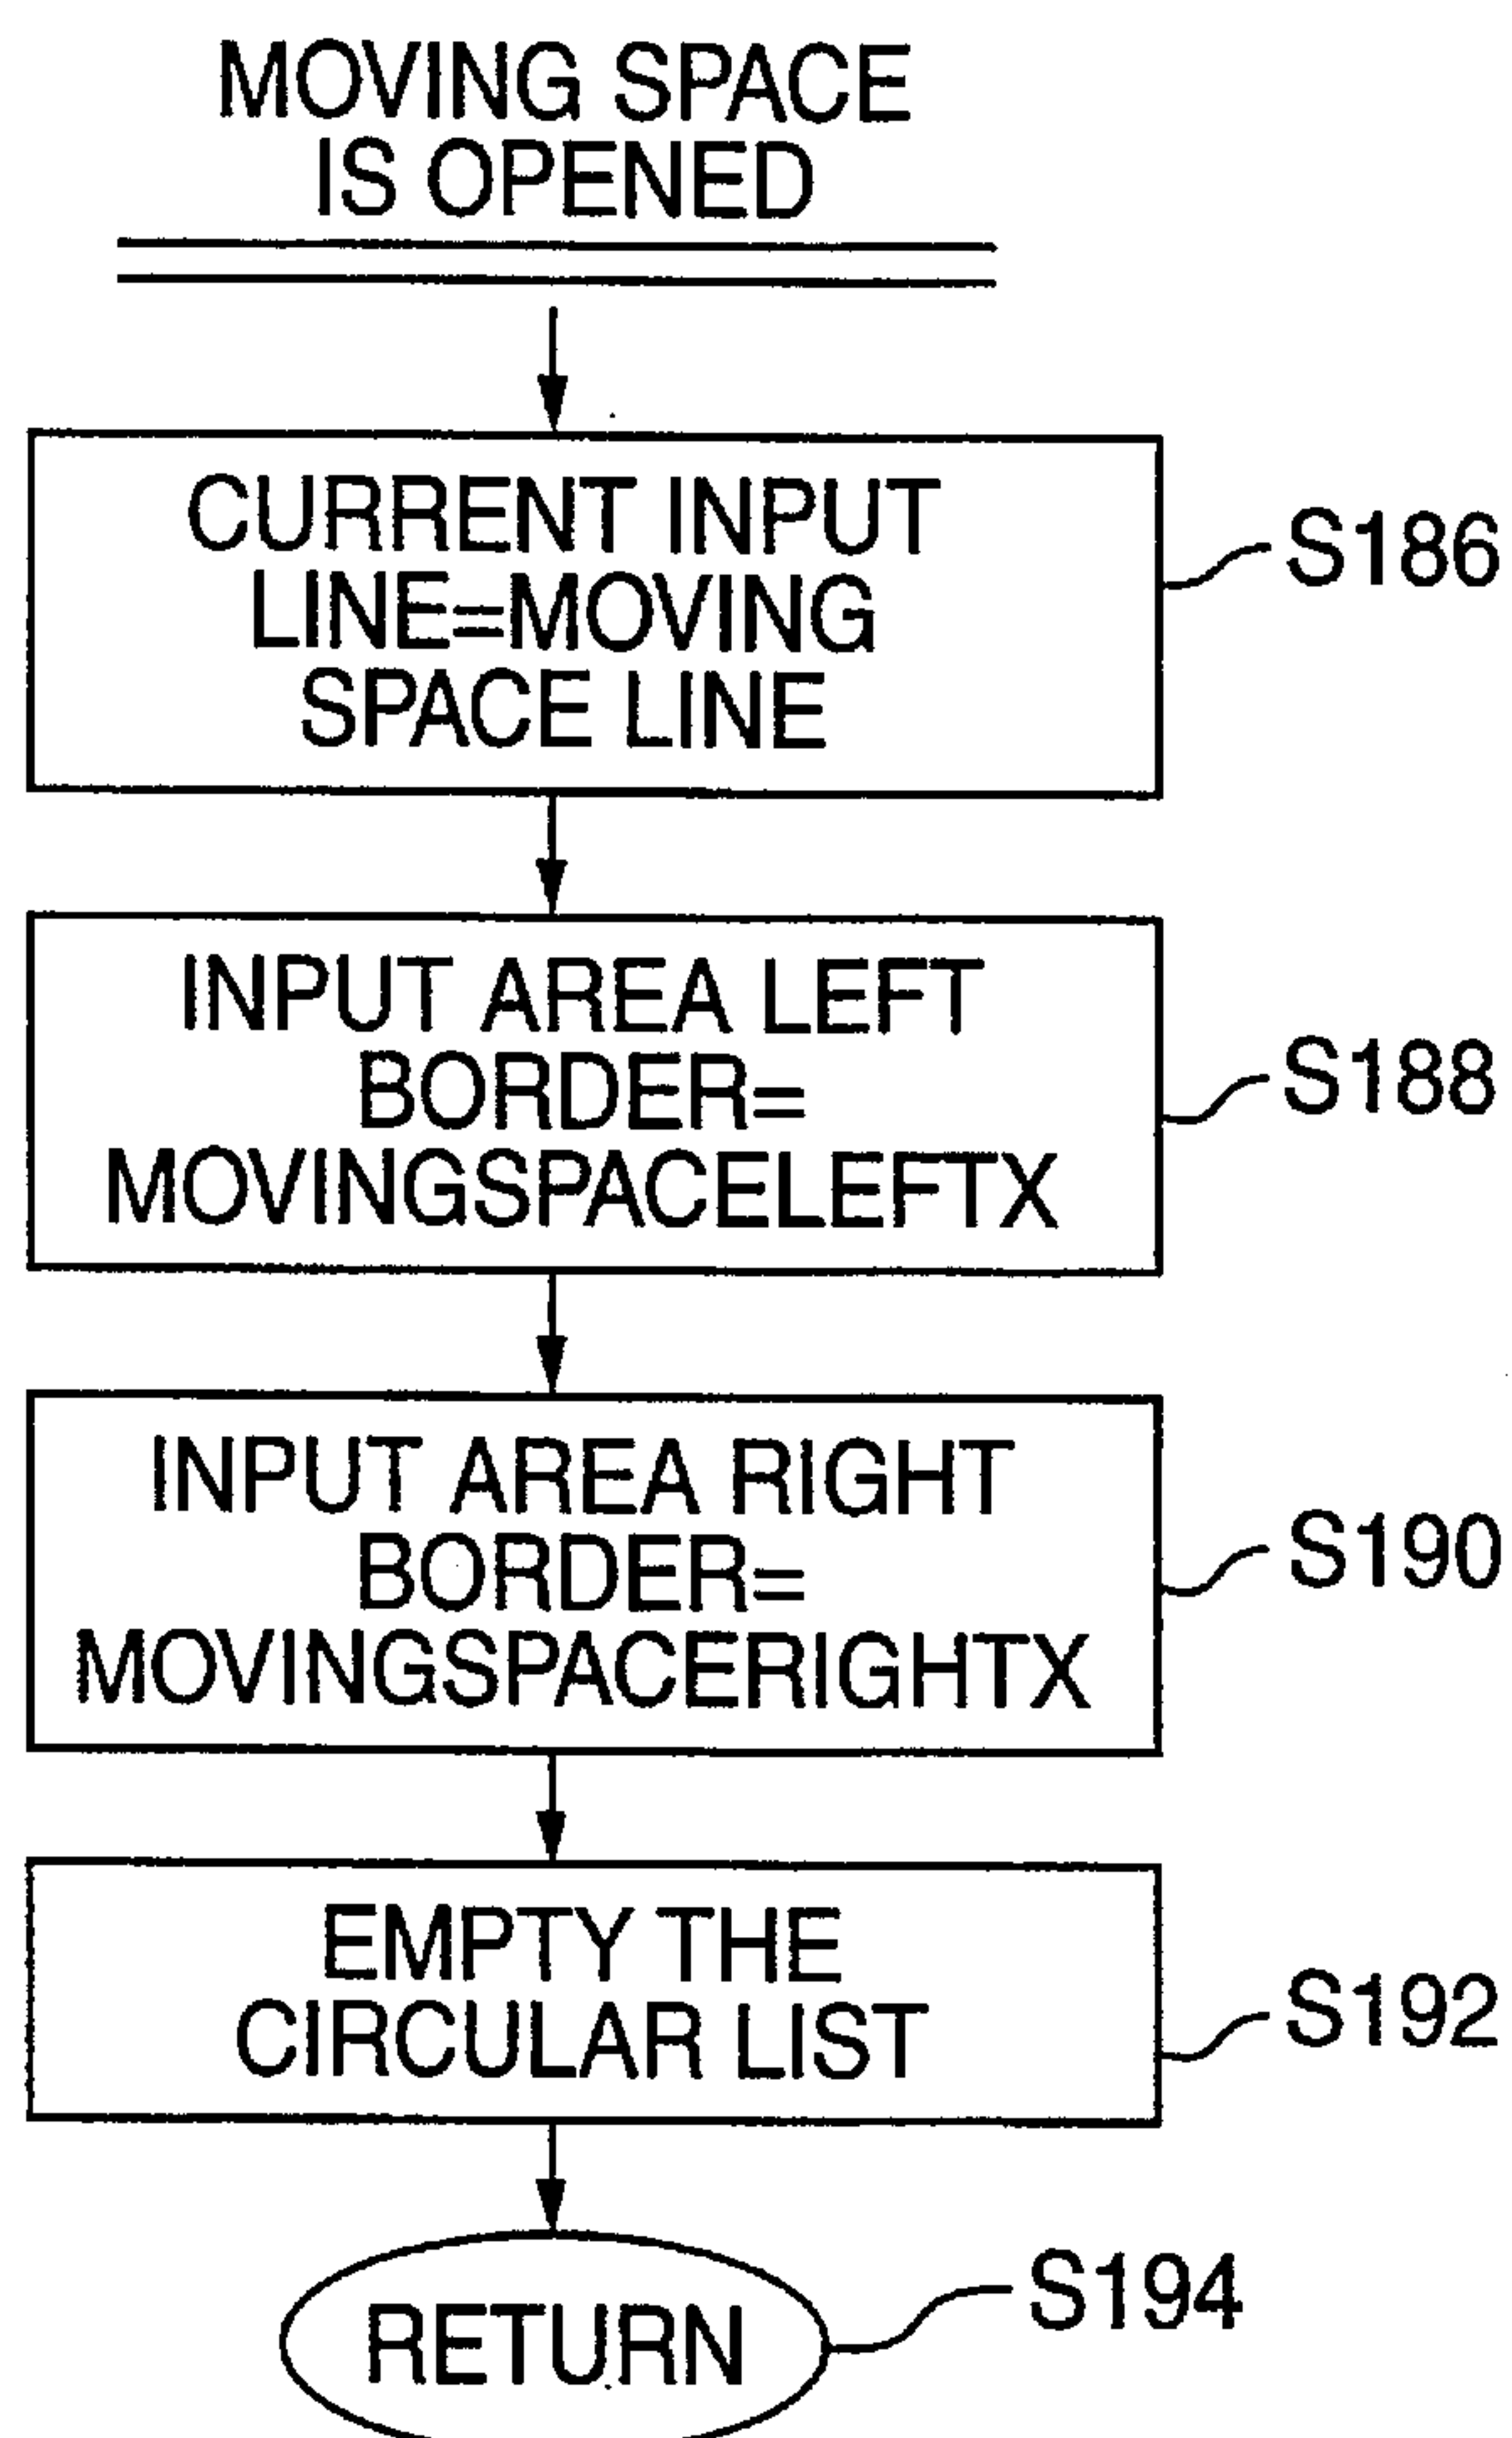 MOVING SPACE
IS OPENED
CURRENT INPUT
LINE=MOVING
SPACE LINE
S186
INPUT AREA LEFT
BORDER=
MOVINGSPACELEFTX
S188
INPUT AREA RIGHT
BORDER=
MOVINGSPACERIGHTX
S190
EMPTY THE
CIRCULAR LIST
S192
RETURN
S194